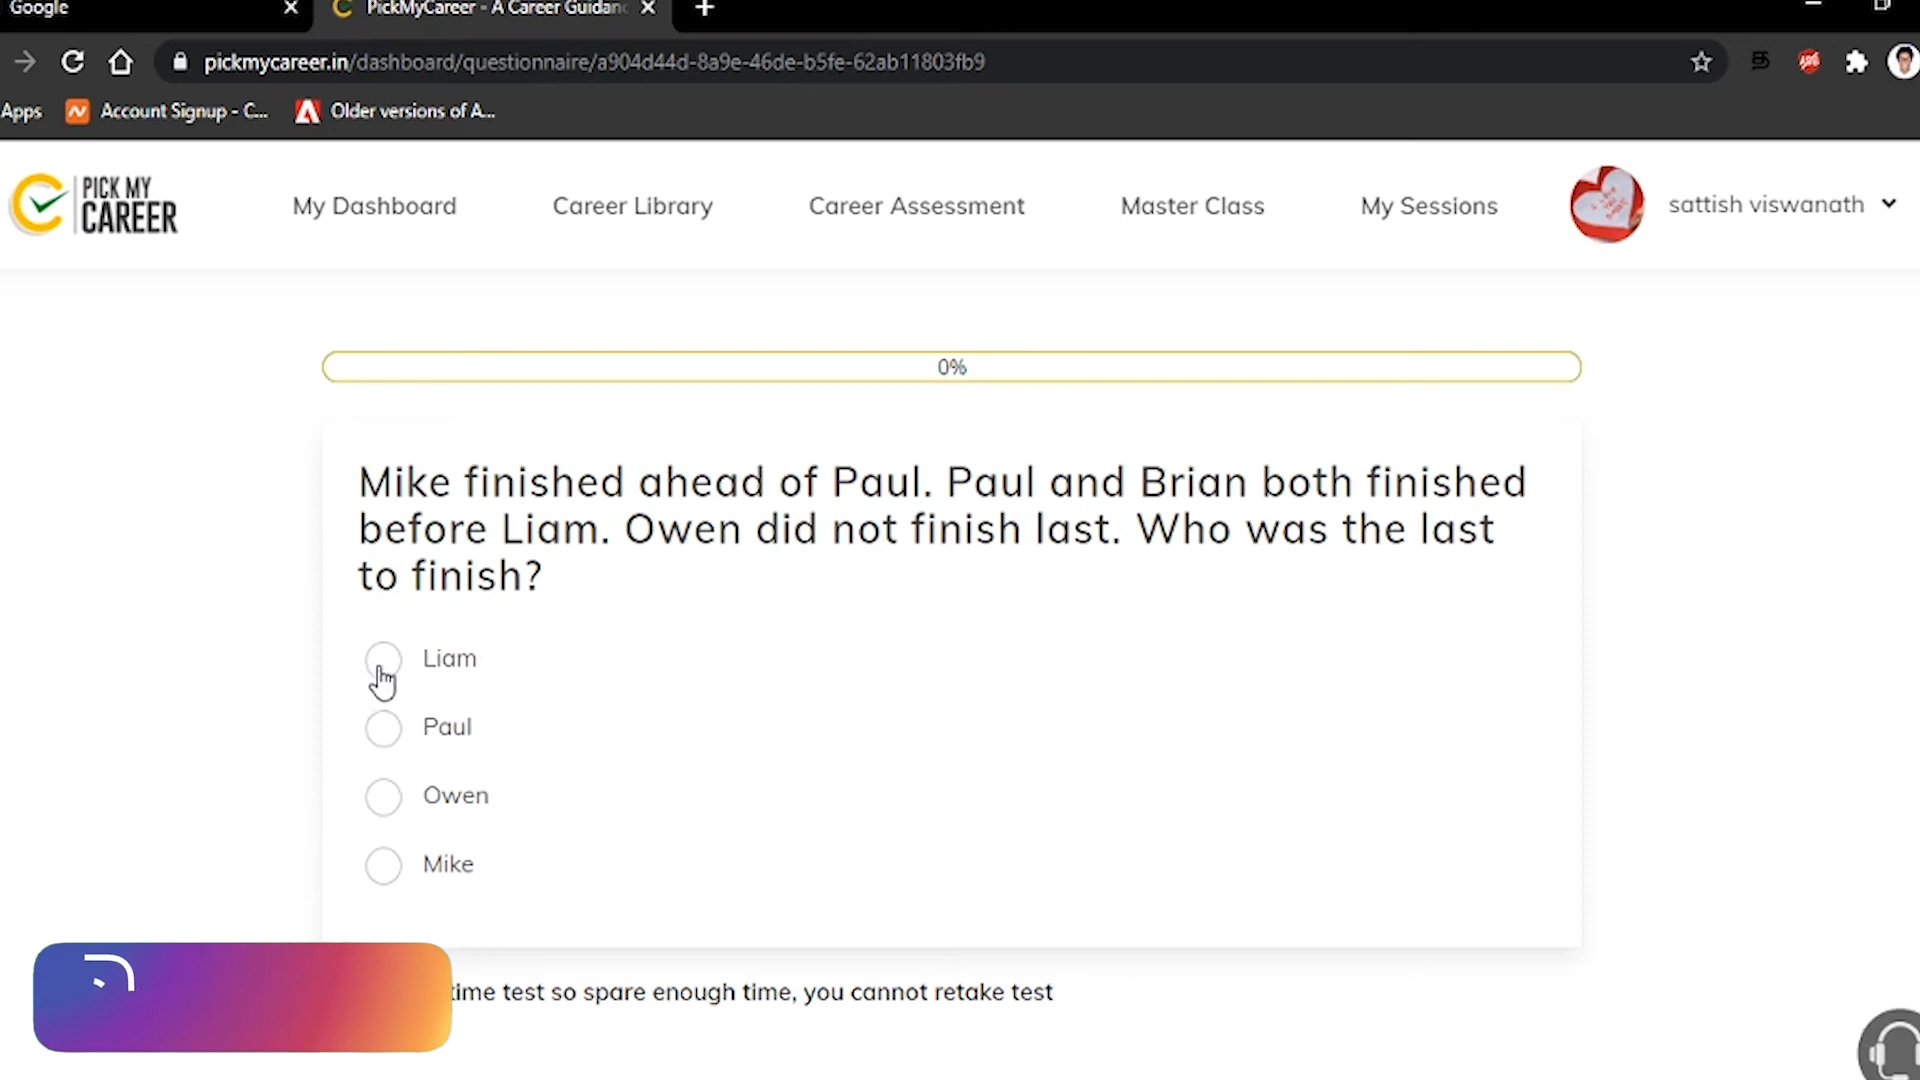 Google
PickMyCareer - A Career Guidanc
pickmycareer.in/dashboard/questionnaire/a904d44d-8a9e-46de-b5fe-62ab11803fb9
Apps
Account Signup - C...
Older versions of A...
PICK MY
CAREER
My Dashboard
Career Library
Career Assessment
Master Class
My Sessions
sattish viswanath
0%
Mike finished ahead of Paul. Paul and Brian both finished
before Liam. Owen did not finish last. Who was the last
to finish?
Liam
Paul
Owen
Mike
time test so spare enough time, you cannot retake test